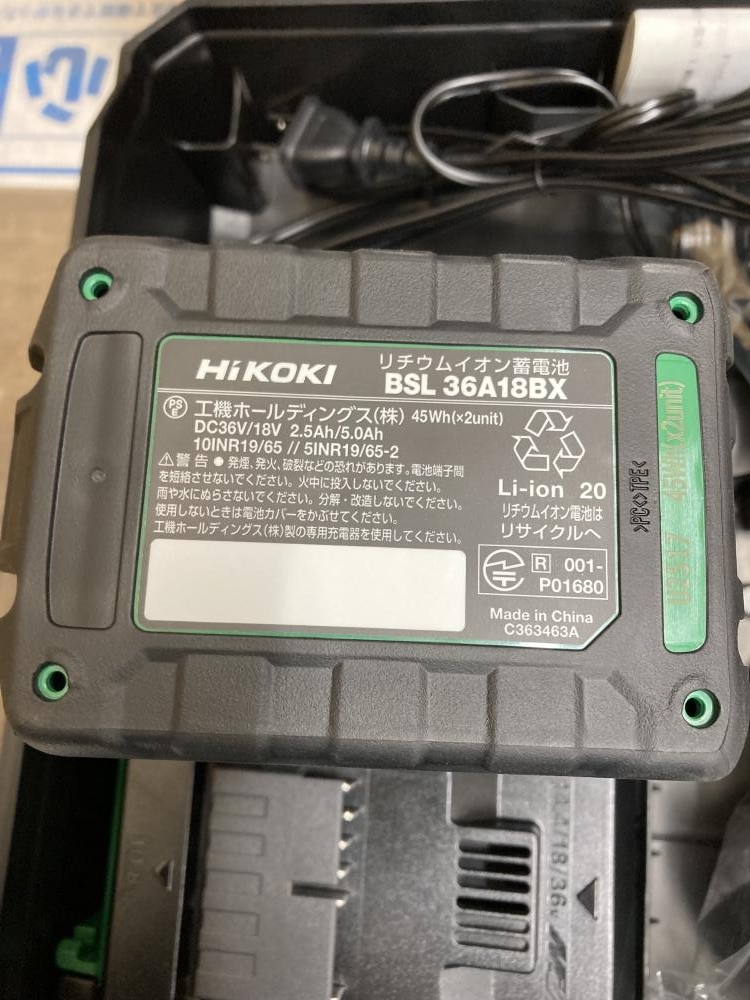 HiKOKI
リチウムイオン蓄電池
BSL 36A18BX
PS
E
工機ホールディングス(株) 45Wh(×2unit)
DC36V/18V 2.5Ah/5.0Ah
10INR19/65 // 5INR19/65-2
⚠警告 ● 発煙、発火、破裂などの恐れがあります。電池端子間
を短絡させないでください。火中に投入しないでください。
雨や水にぬらさないでください。分解・改造しないでください。
使用しないときは電池カバーをかぶせてください。
工機ホールディングス(株)製の専用充電器を使用してください。
Li-ion 20
リチウムイオン電池は
リサイクルへ
R 001-
P01680
Made in China
C363463A
>PC<>TPE<
45Wh(x2unit)
14.4/18/36V